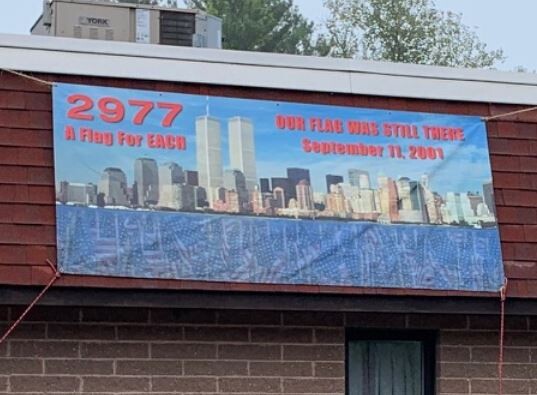 YORK
2977
A Flag For EACH
OUR FLAG WAS STILL THERE
September 11, 2001